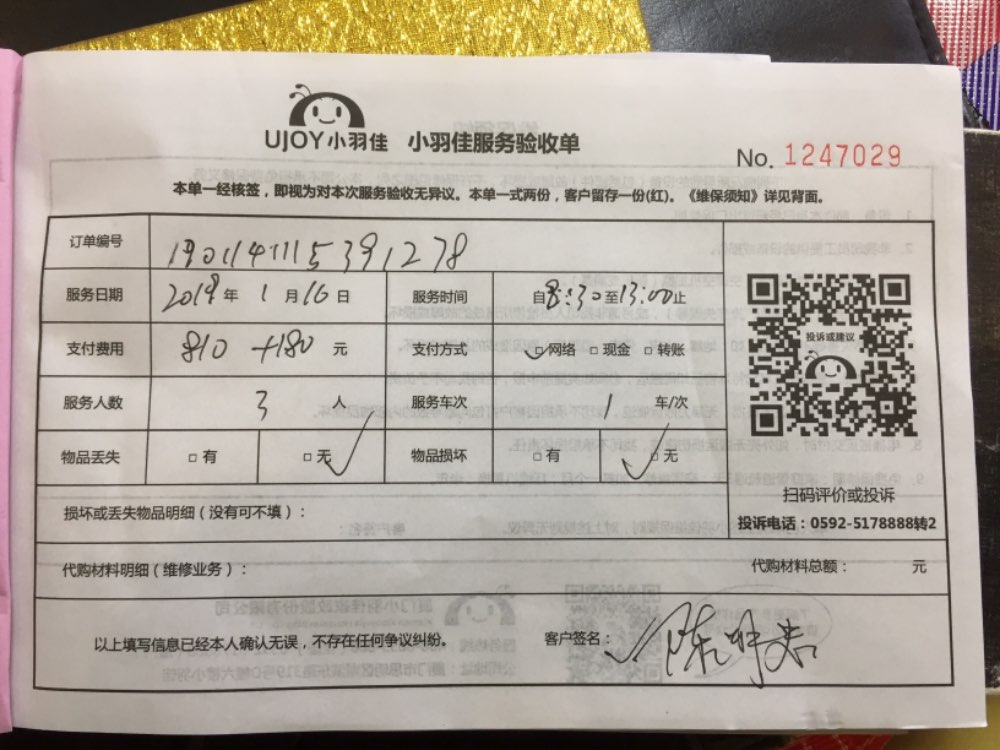 UJOY小羽佳 小羽佳服务验收单
No. 1247029
本单一经核签，即视为对本次服务验收无异议。本单一式两份，客户留存一份(红)。《维保须知》详见背面。
订单编号 1901141115391278
服务日期 2019年 1月16日 服务时间 自8:30至13:00止
支付费用 810 +180 元 支付方式 ✓□网络 □现金 □转账
投诉或建议
服务人数 3 人 服务车次 1 车/次
物品丢失 □有 □无✓ 物品损坏 □有 ✓□无
扫码评价或投诉
损坏或丢失物品明细（没有可不填）：
投诉电话：0592-5178888转2
代购材料明细（维修业务）： 代购材料总额： 元
以上填写信息已经本人确认无误，不存在任何争议纠纷。 客户签名：✓陈